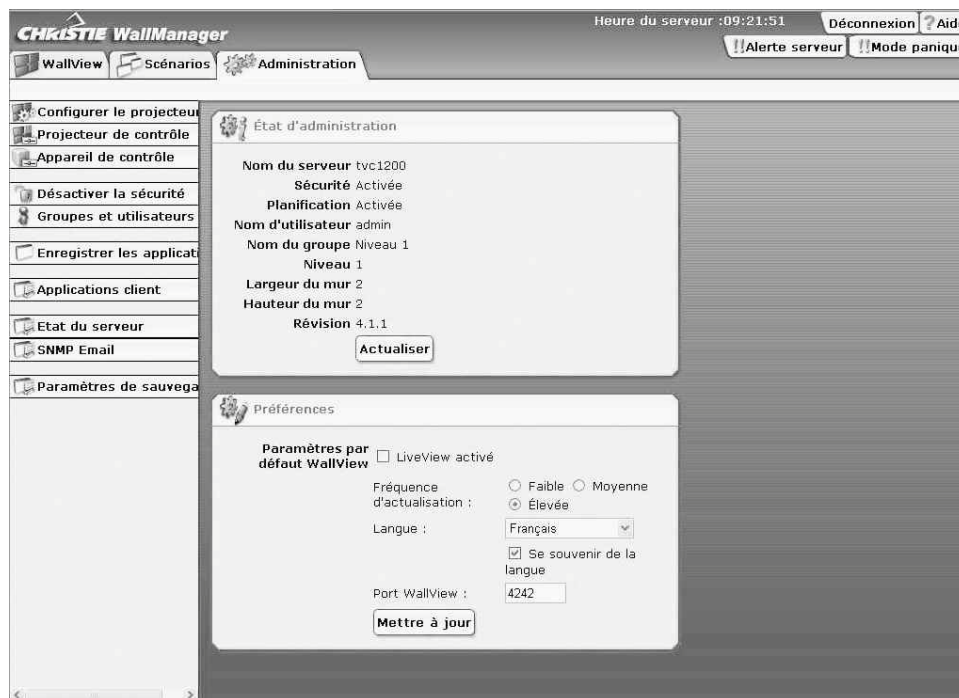 CHRISTIE WallManager
Heure du serveur :09:21:51
Déconnexion
?
!!Alerte serveur
!!Mode
WallView
Scénarios
Administration
Configurer le
Projecteur de contrôle
Appareil de contrôle
Désactiver la sécurité
Groupes et utilisateurs
Enregistrer les
Applications client
Etat du serveur
SNMP Email
Paramètres de
État d'administration
Nom du serveur tvc1200
Sécurité Activée
Planification Activée
Nom d'utilisateur admin
Nom du groupe Niveau 1
Niveau 1
Largeur du mur 2
Hauteur du mur 2
Révision 4.1.1
Actualiser
Préférences
Paramètres par
défaut WallView
LiveView activé
Fréquence
d'actualisation :
Faible
Moyenne
Élevée
Langue :
Français
Se souvenir de la
langue
Port WallView :
4242
Mettre à jour